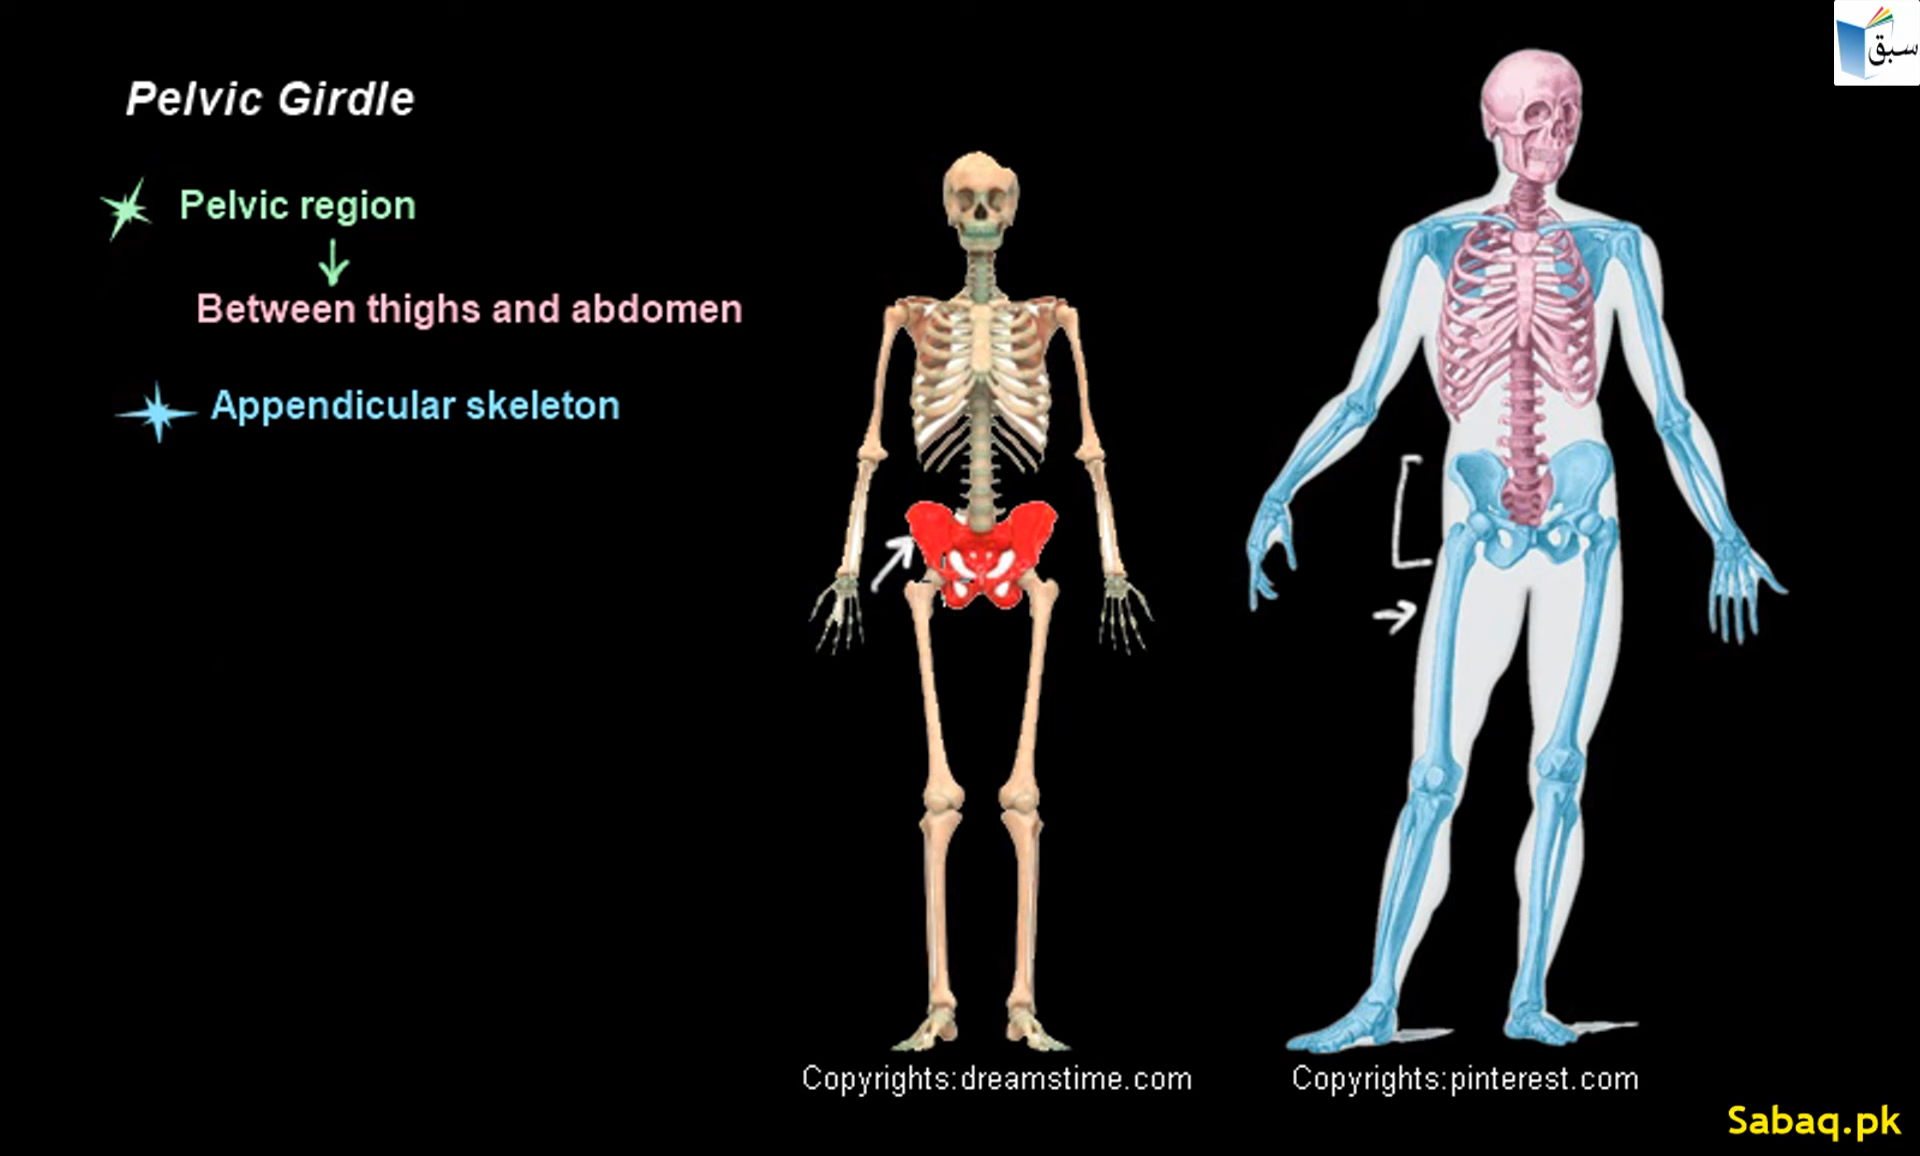 سبق
Pelvic Girdle
Pelvic region
Between thighs and abdomen
Appendicular skeleton
Copyrights:dreamstime.com
Copyrights:pinterest.com
Sabaq.pk